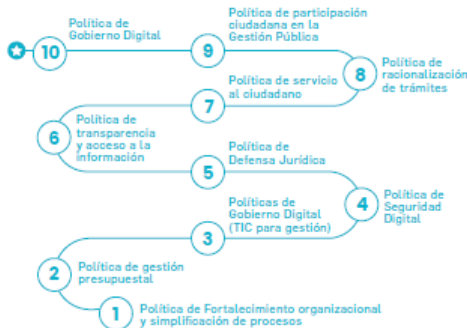 Política de
Gobierno Digital
10
Política de participación
ciudadana en la
Gestión Pública
9
Política de
racionalización
de trámites
8
Política de servicio
al ciudadano
7
Política de
transparencia
y acceso a la
información
6
Política de
Defensa Jurídica
5
Política de
Seguridad
Digital
4
Políticas de
Gobierno Digital
(TIC para gestión)
3
Política de gestión
presupuestal
2
1
Política de Fortalecimiento organizacional
y simplificación de procesos